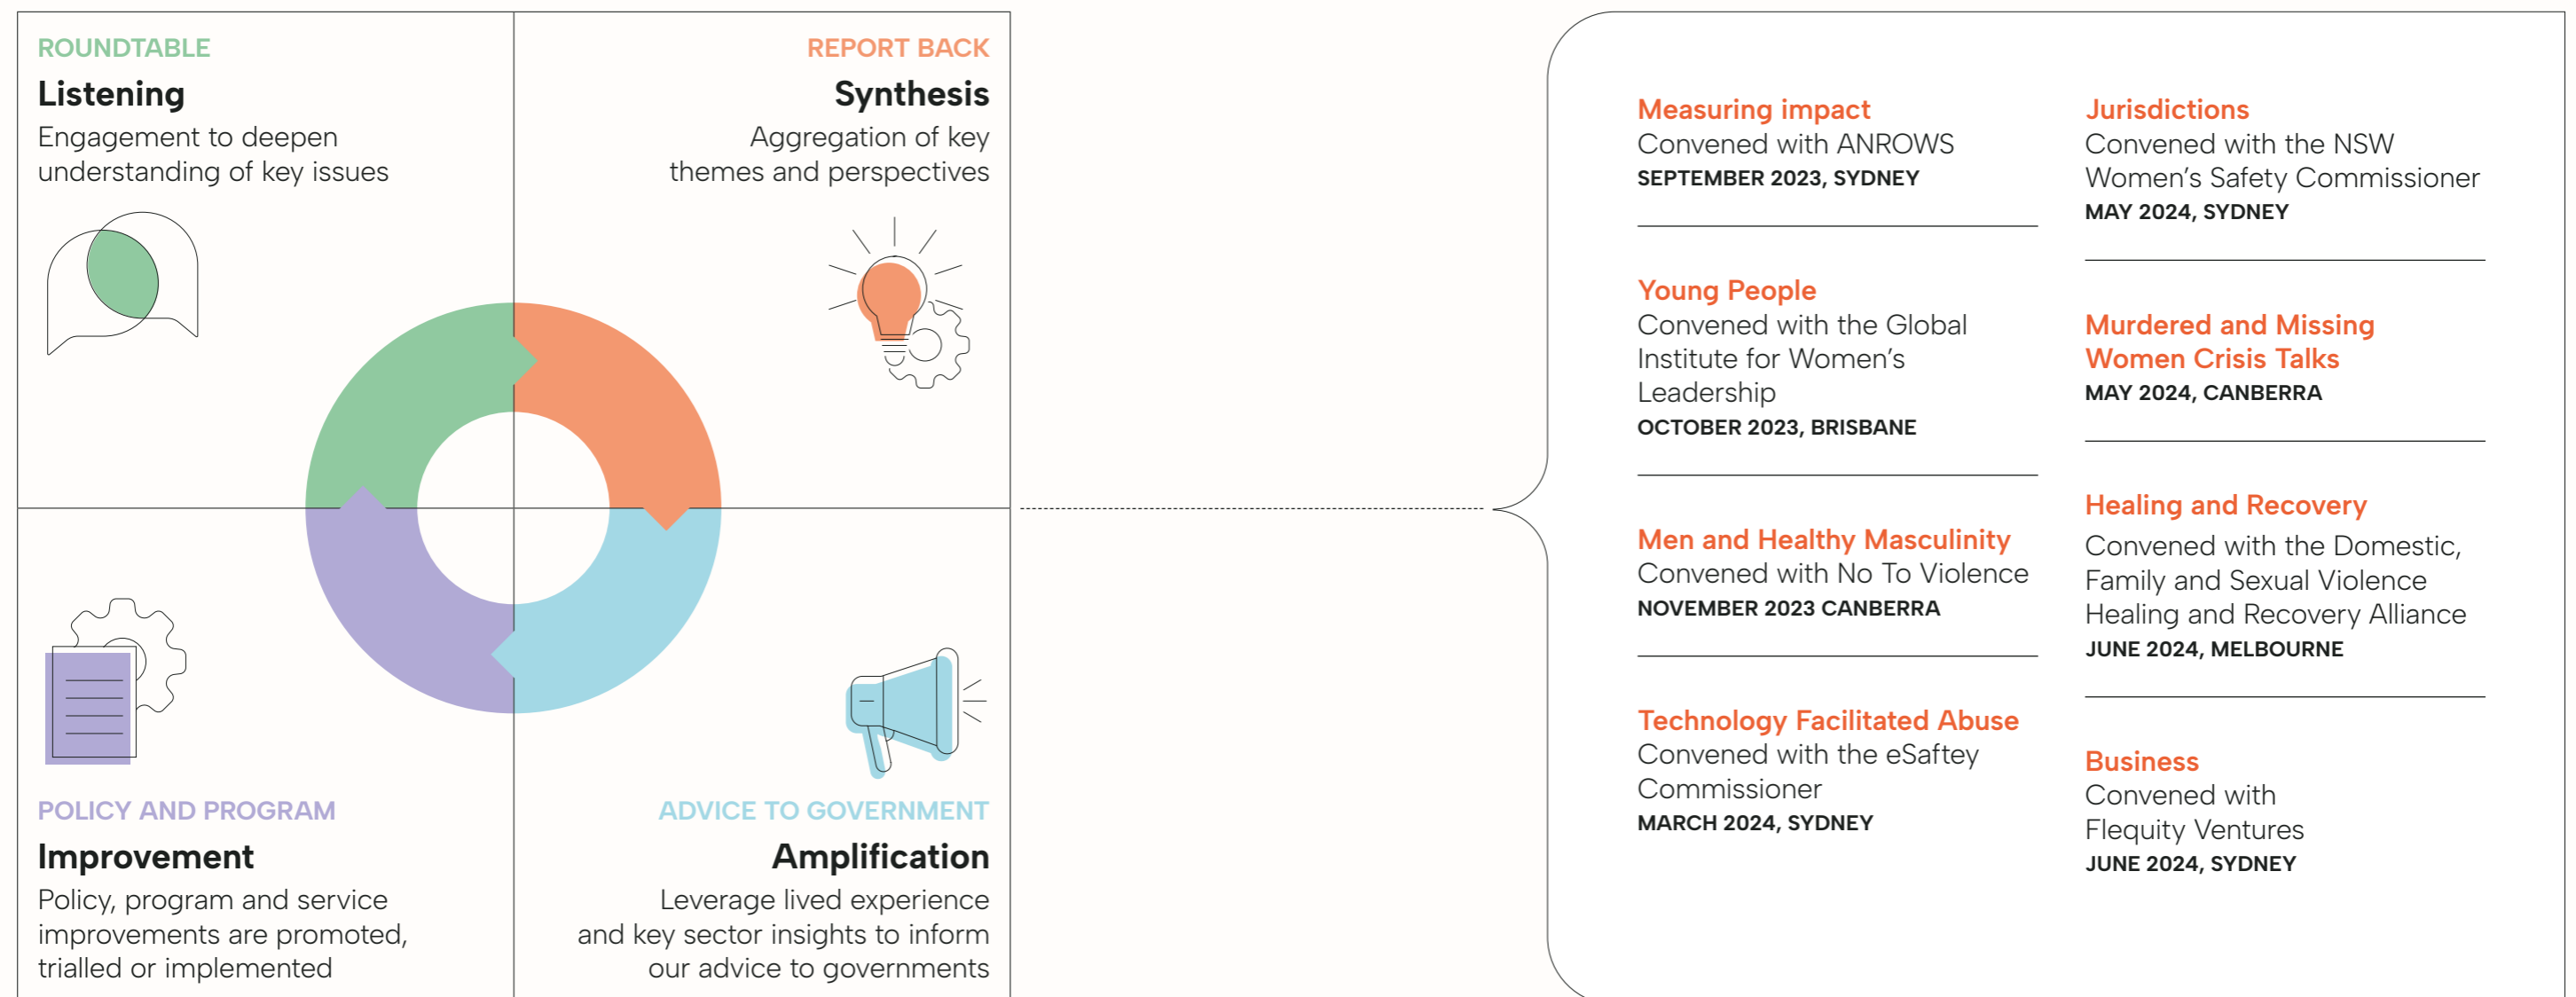 ROUNDTABLE
Listening
Engagement to deepen
understanding of key issues
REPORT BACK
Synthesis
Aggregation of key
themes and perspectives
POLICY AND PROGRAM
Improvement
Policy, program and service
improvements are promoted,
trialled or implemented
ADVICE TO GOVERNMENT
Amplification
Leverage lived experience
and key sector insights to inform
our advice to governments
Measuring impact
Convened with ANROWS
SEPTEMBER 2023, SYDNEY
Young People
Convened with the Global
Institute for Women’s
Leadership
OCTOBER 2023, BRISBANE
Men and Healthy Masculinity
Convened with No To Violence
NOVEMBER 2023 CANBERRA
Technology Facilitated Abuse
Convened with the eSaftey
Commissioner
MARCH 2024, SYDNEY
Jurisdictions
Convened with the NSW
Women’s Safety Commissioner
MAY 2024, SYDNEY
Murdered and Missing
Women Crisis Talks
MAY 2024, CANBERRA
Healing and Recovery
Convened with the Domestic,
Family and Sexual Violence
Healing and Recovery Alliance
JUNE 2024, MELBOURNE
Business
Convened with
Flequity Ventures
JUNE 2024, SYDNEY